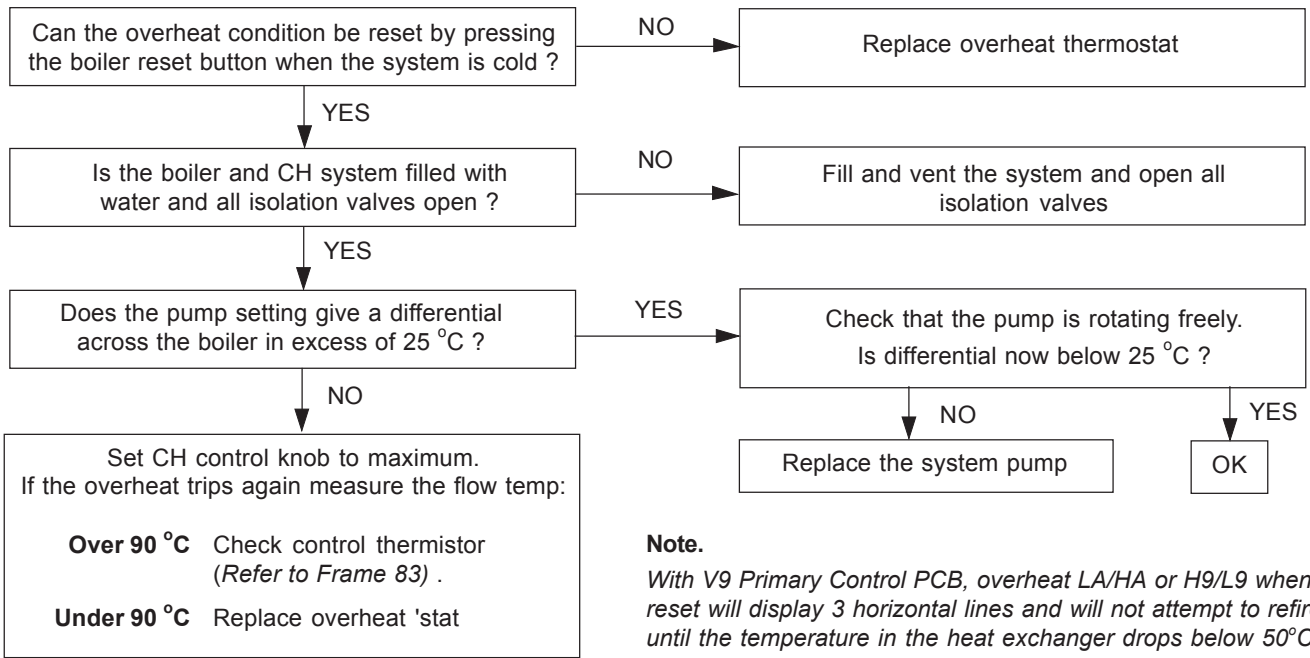 Can the overheat condition be reset by pressing
the boiler reset button when the system is cold ?
NO
Replace overheat thermostat
YES
Is the boiler and CH system filled with
water and all isolation valves open ?
NO
Fill and vent the system and open all
isolation valves
YES
Does the pump setting give a differential
across the boiler in excess of 25 °C ?
YES
Check that the pump is rotating freely.
Is differential now below 25 °C ?
NO
YES
Replace the system pump
OK
NO
Set CH control knob to maximum.
If the overheat trips again measure the flow temp:
Over 90 °C Check control thermistor
(Refer to Frame 83) .
Under 90 °C Replace overheat 'stat
Note.
With V9 Primary Control PCB, overheat LA/HA or H9/L9 when
reset will display 3 horizontal lines and will not attempt to refire
until the temperature in the heat exchanger drops below 50°C